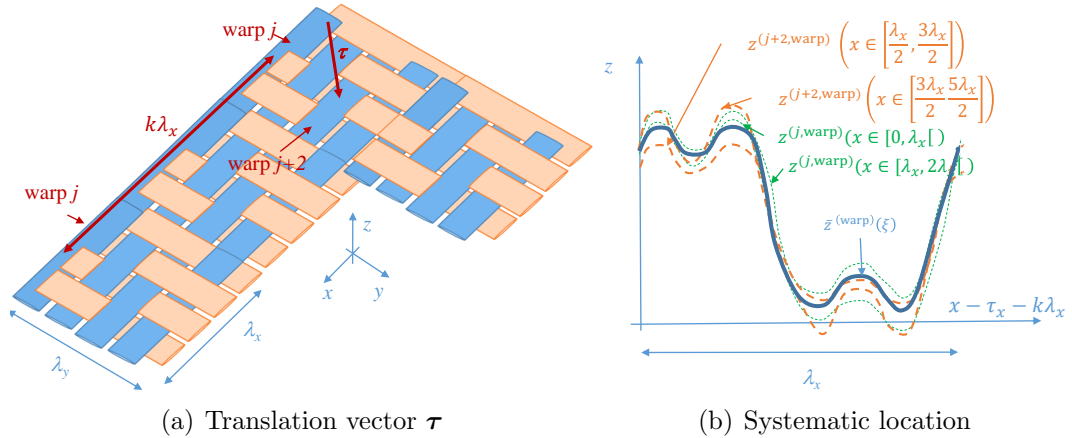 warp j
τ
kλx
warp j+2
warp j
z
x
y
λx
λy
(a) Translation vector τ
z
z^(j+2,warp) (x ∈ [λx/2, 3λx/2])
z^(j+2,warp) (x ∈ [3λx/2 5λx/2])
z^(j,warp)(x ∈ [0, λx[ )
z^(j,warp)(x ∈ [λx, 2λx[ )
z̄^(warp)(ξ)
x − τx − kλx
λx
(b) Systematic location